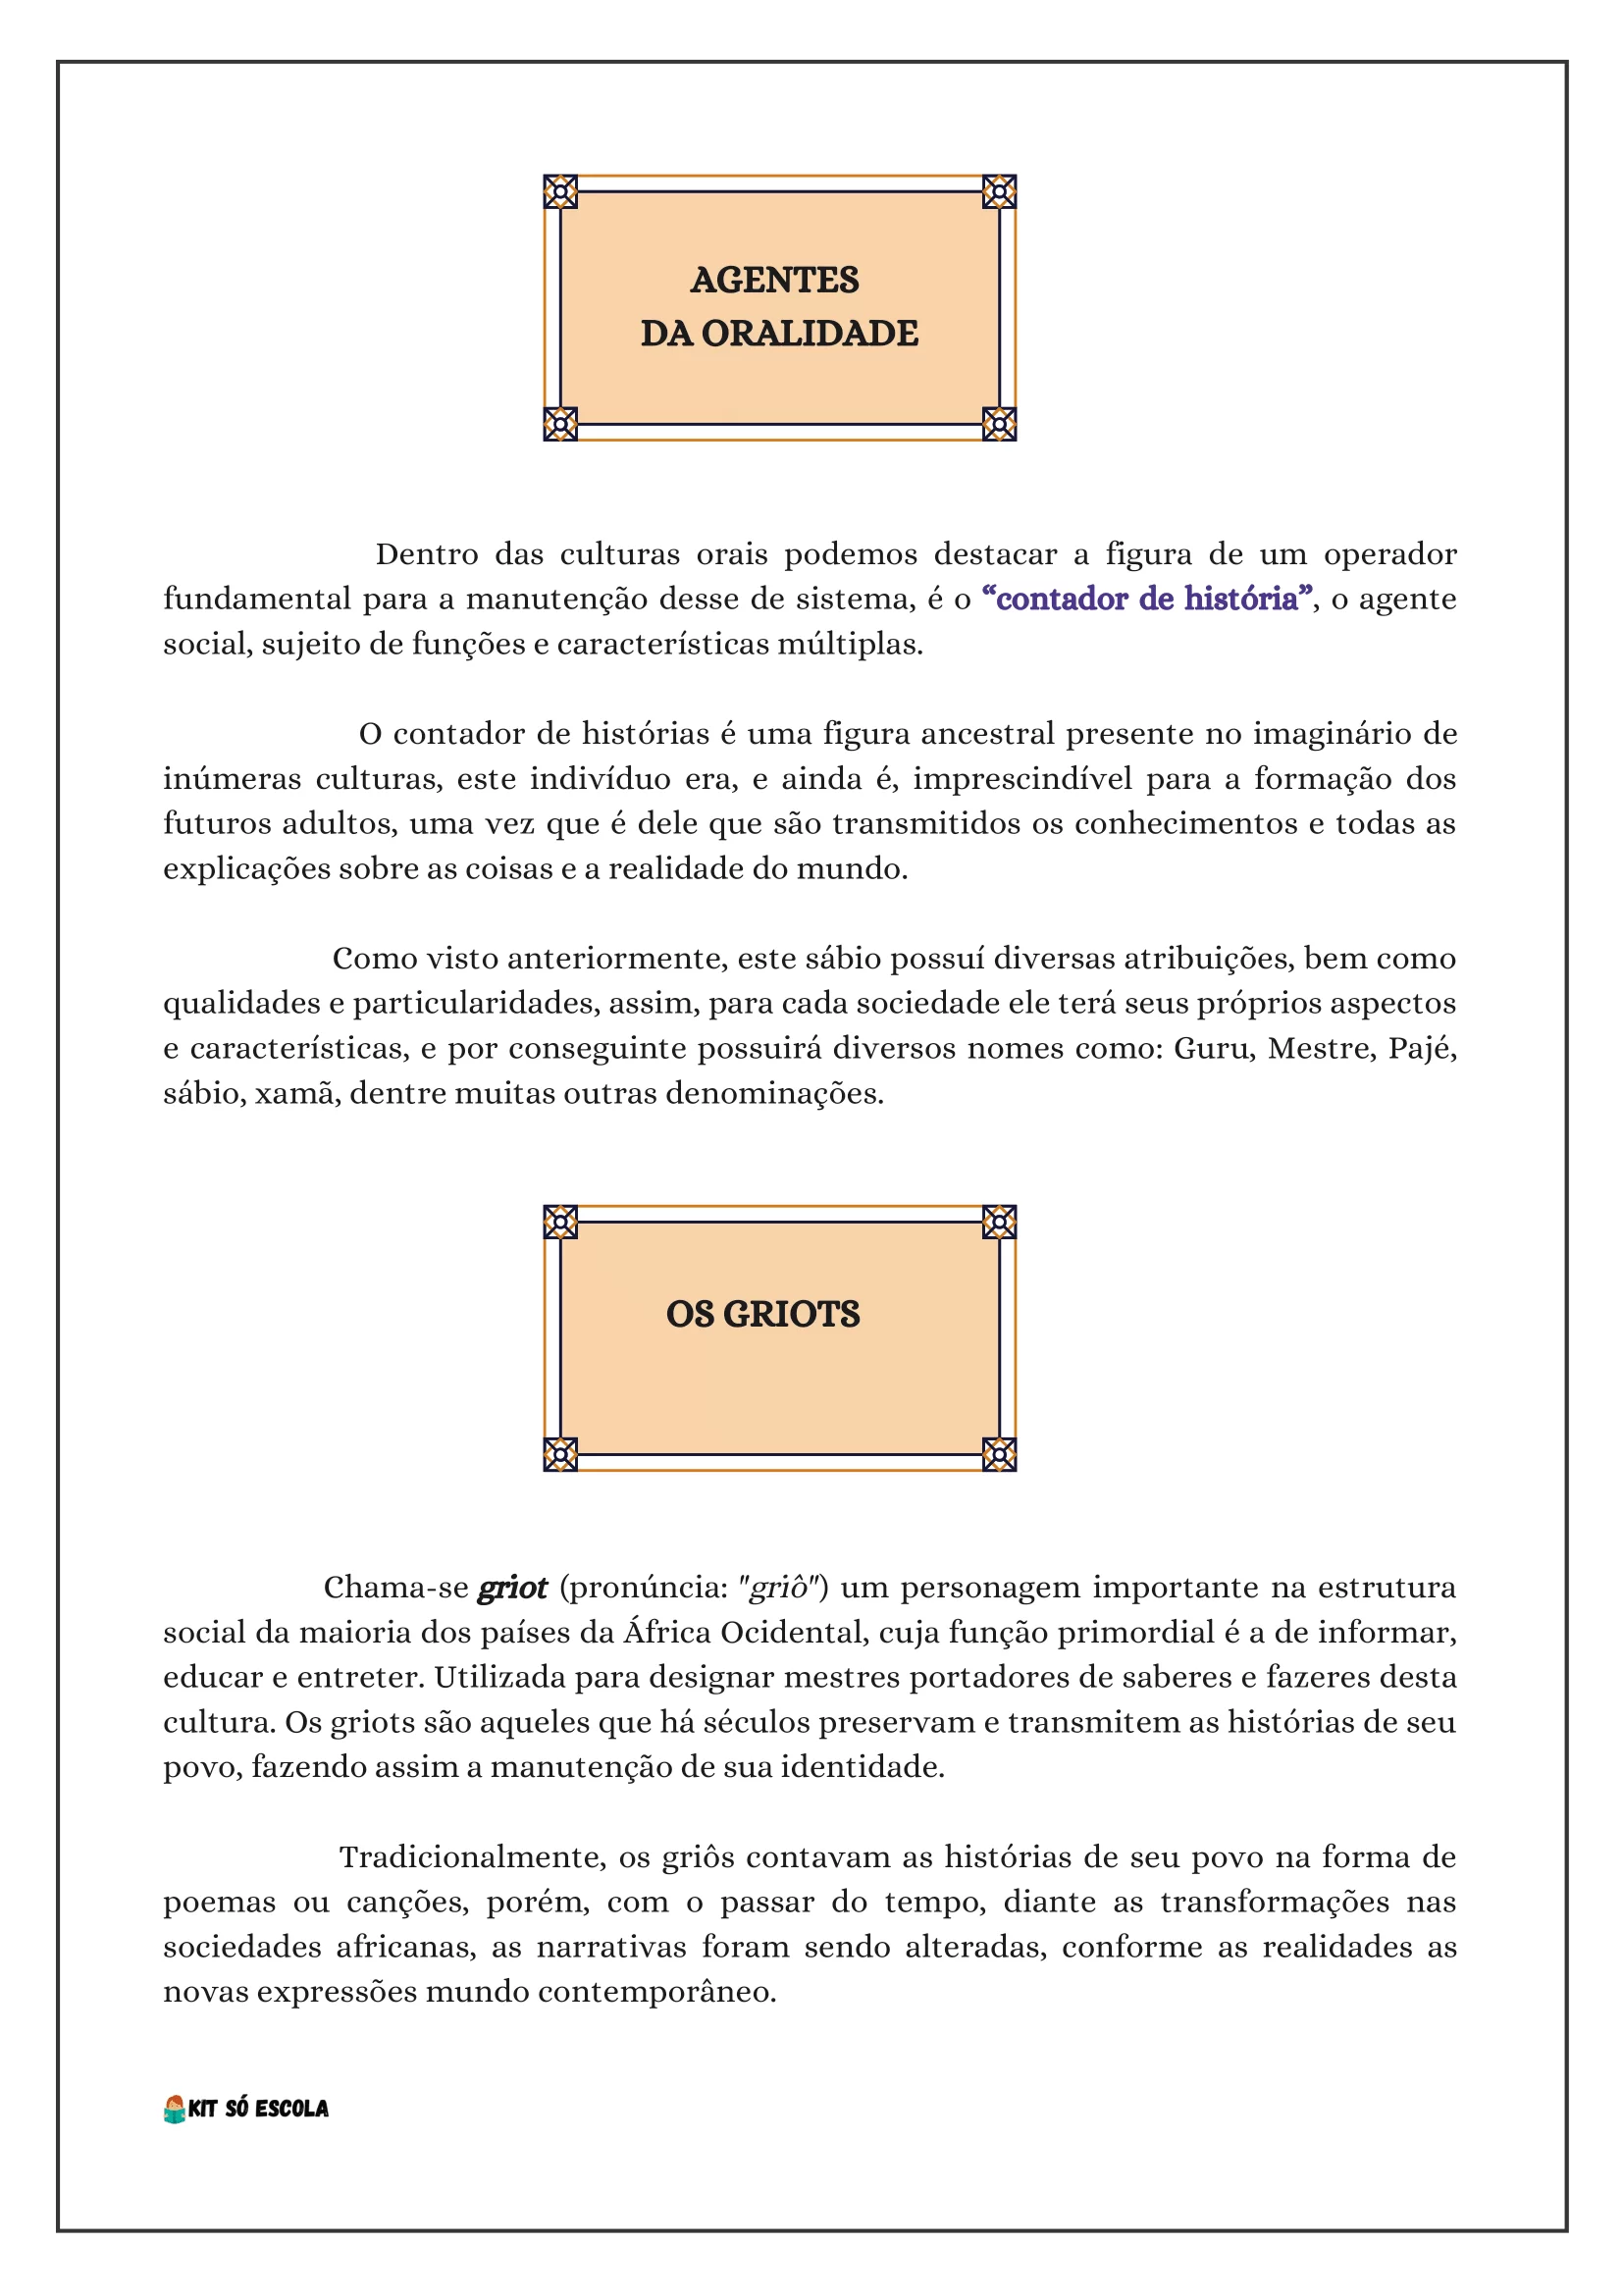 AGENTES
DA ORALIDADE
Dentro das culturas orais podemos destacar a figura de um operador
fundamental para a manutenção desse de sistema, é o “contador de história”, o agente
social, sujeito de funções e características múltiplas.
O contador de histórias é uma figura ancestral presente no imaginário de
inúmeras culturas, este indivíduo era, e ainda é, imprescindível para a formação dos
futuros adultos, uma vez que é dele que são transmitidos os conhecimentos e todas as
explicações sobre as coisas e a realidade do mundo.
Como visto anteriormente, este sábio possuí diversas atribuições, bem como
qualidades e particularidades, assim, para cada sociedade ele terá seus próprios aspectos
e características, e por conseguinte possuirá diversos nomes como: Guru, Mestre, Pajé,
sábio, xamã, dentre muitas outras denominações.
OS GRIOTS
Chama-se griot (pronúncia: "griô") um personagem importante na estrutura
social da maioria dos países da África Ocidental, cuja função primordial é a de informar,
educar e entreter. Utilizada para designar mestres portadores de saberes e fazeres desta
cultura. Os griots são aqueles que há séculos preservam e transmitem as histórias de seu
povo, fazendo assim a manutenção de sua identidade.
Tradicionalmente, os griôs contavam as histórias de seu povo na forma de
poemas ou canções, porém, com o passar do tempo, diante as transformações nas
sociedades africanas, as narrativas foram sendo alteradas, conforme as realidades as
novas expressões mundo contemporâneo.
KIT SÓ ESCOLA